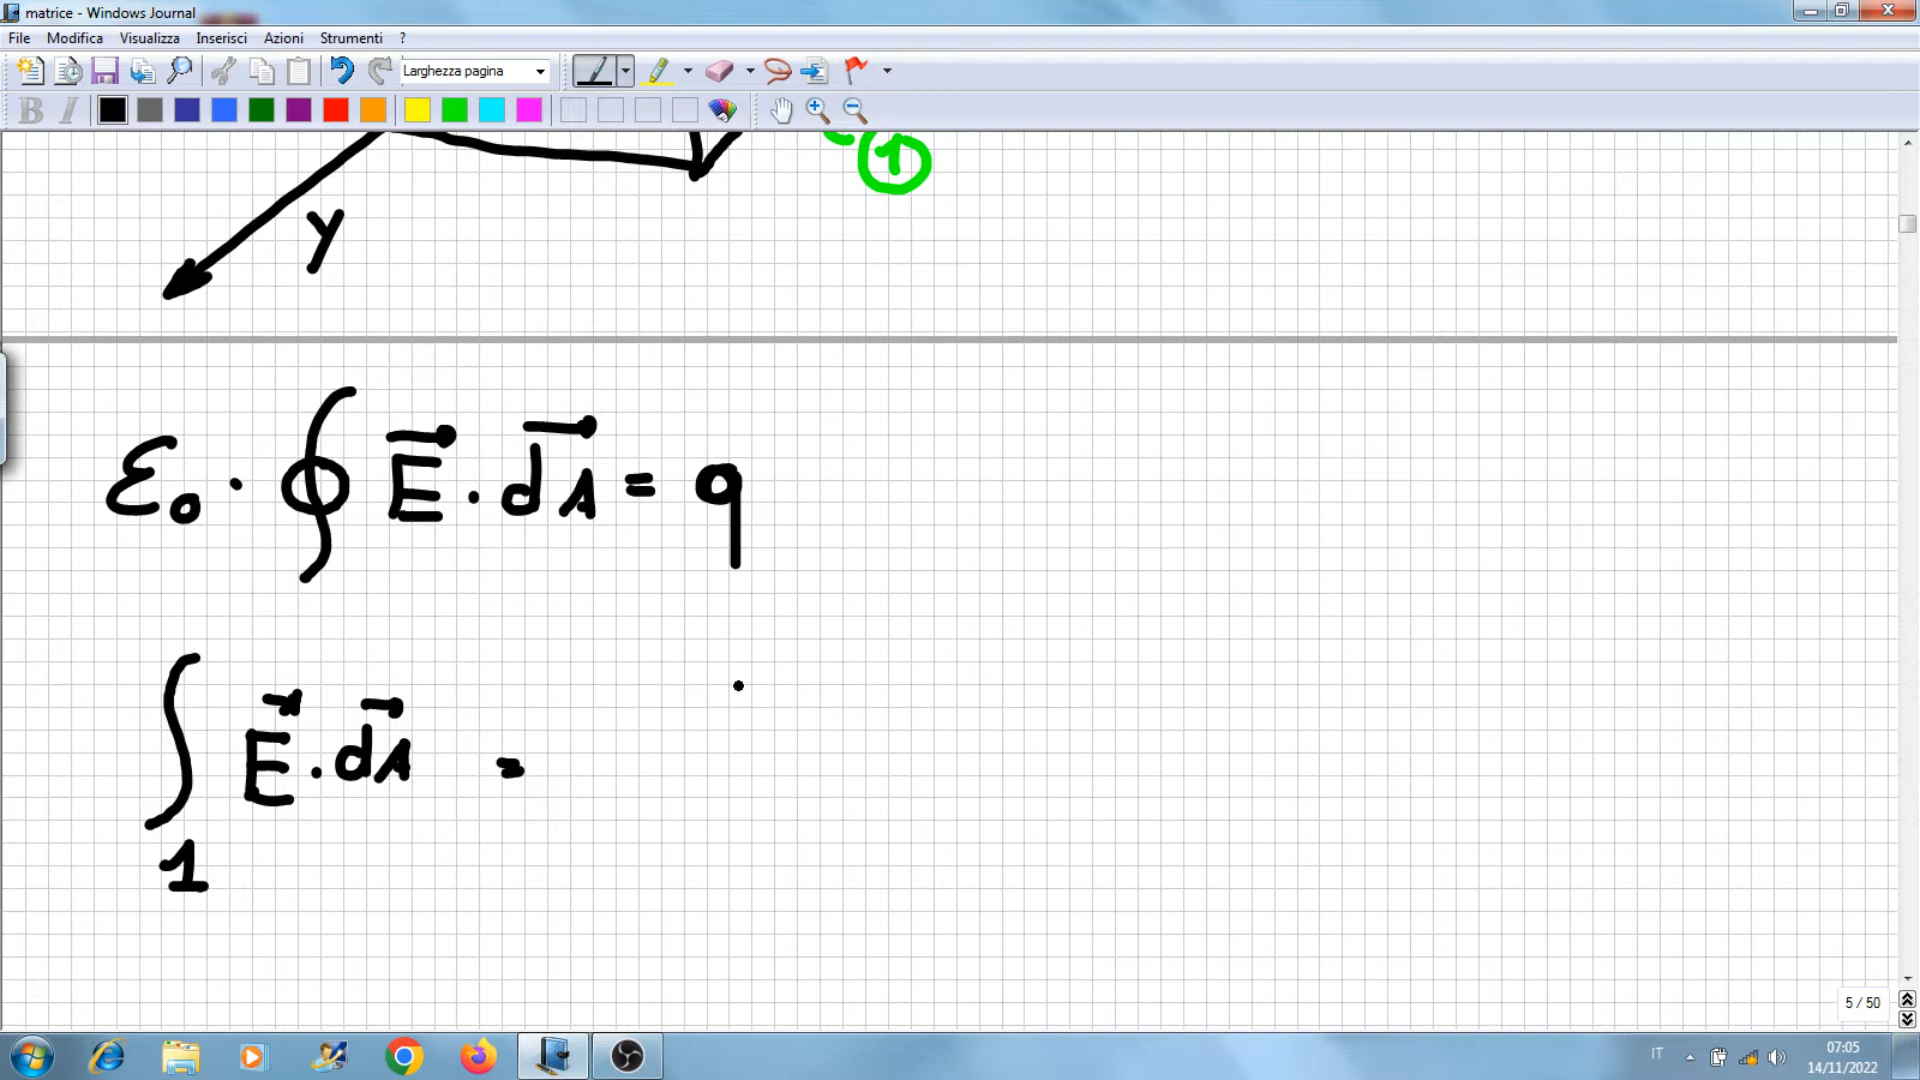 matrice - Windows Journal
File Modifica Visualizza Inserisci Azioni Strumenti ?
Larghezza pagina
B I
1
y
ε₀ · ∮ E⃗ · dA⃗ = q
∫₁ E⃗ · dA⃗ =
5 / 50
IT
07:05
14/11/2022